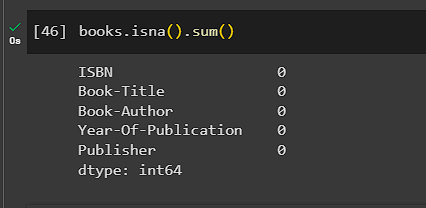 [46] books.isna().sum()
0s
ISBN 0
Book-Title 0
Book-Author 0
Year-Of-Publication 0
Publisher 0
dtype: int64